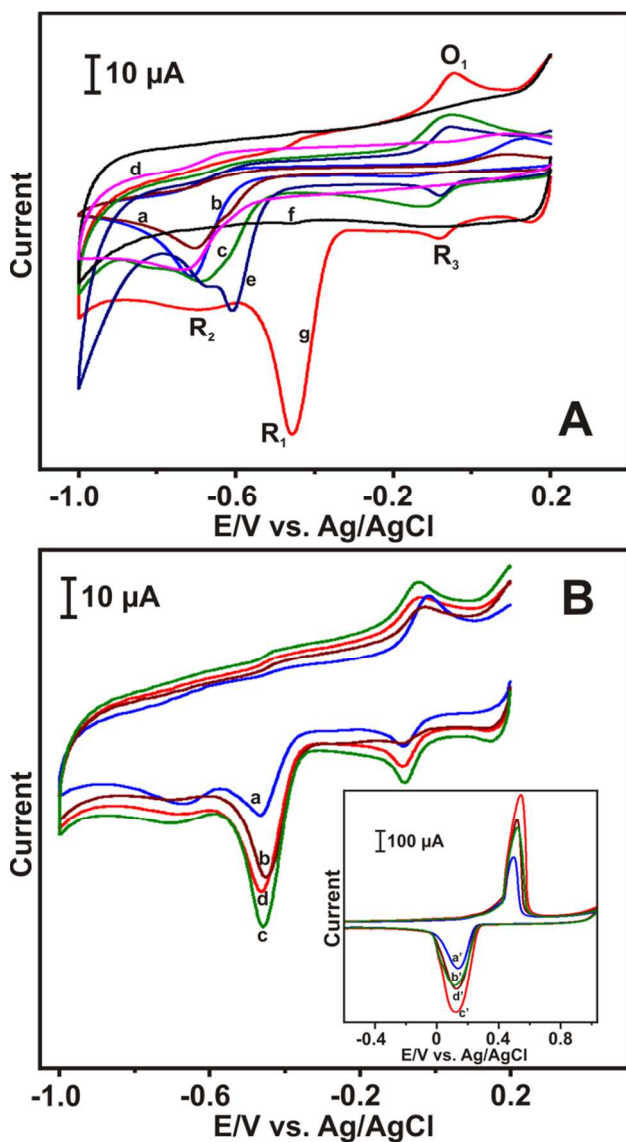 10 µA
O₁
d
a
b
c
f
e
R₃
R₂
g
R₁
A
Current
-1.0 -0.6 -0.2 0.2
E/V vs. Ag/AgCl
10 µA
B
a
b
d
c
Current
100 µA
a'
b'
d'
c'
Current
-0.4 0 0.4 0.8
E/V vs. Ag/AgCl
-1.0 -0.6 -0.2 0.2
E/V vs. Ag/AgCl